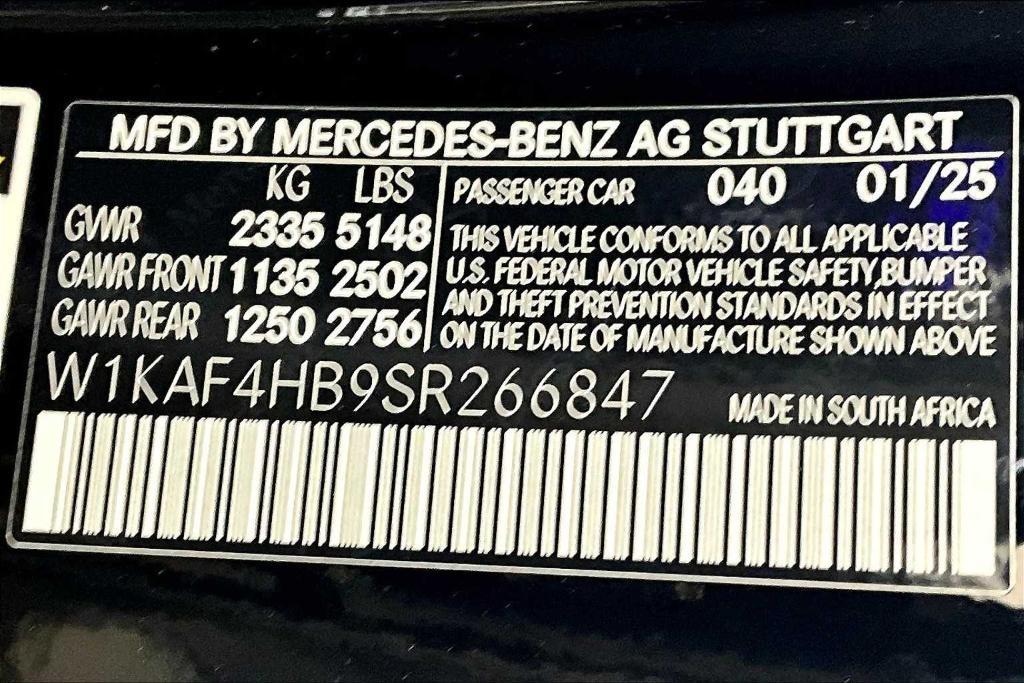 MFD BY MERCEDES-BENZ AG STUTTGART
KG LBS
GVWR 2335 5148
GAWR FRONT 1135 2502
GAWR REAR 1250 2756
PASSENGER CAR 040 01/25
THIS VEHICLE CONFORMS TO ALL APPLICABLE
U.S. FEDERAL MOTOR VEHICLE SAFETY,BUMPER
AND THEFT PREVENTION STANDARDS IN EFFECT
ON THE DATE OF MANUFACTURE SHOWN ABOVE
W1KAF4HB9SR266847
MADE IN SOUTH AFRICA